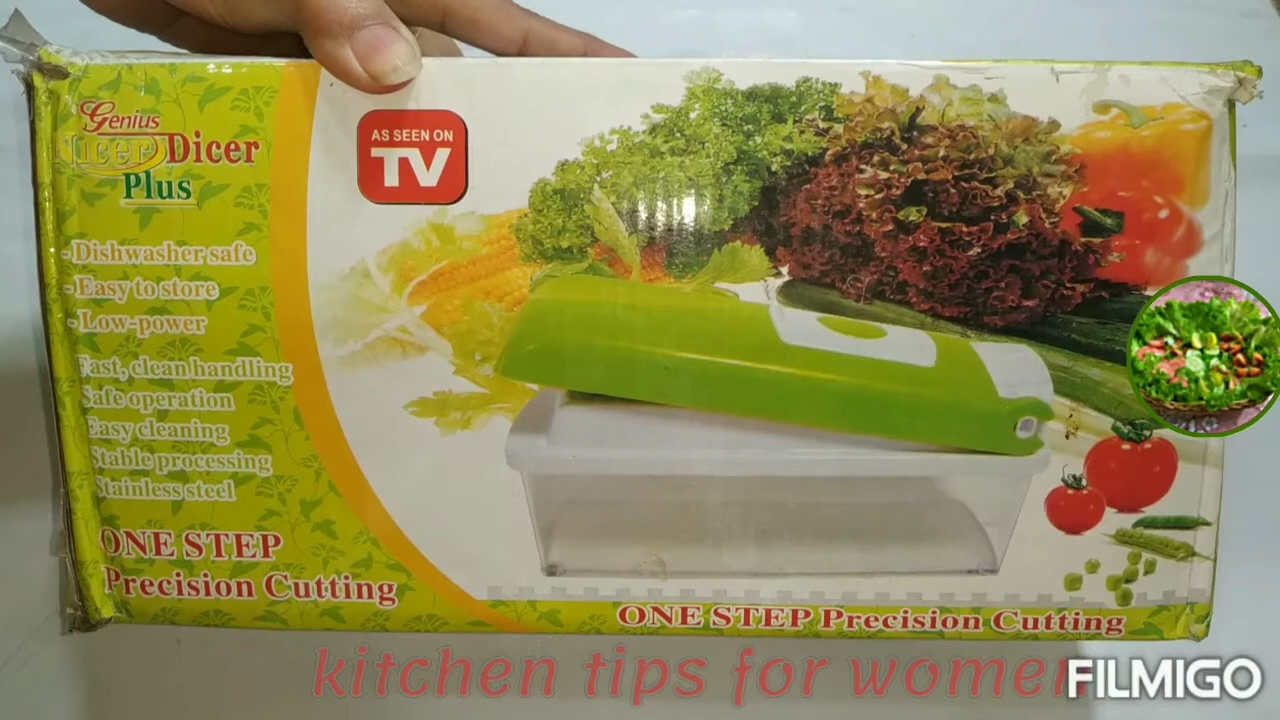 Genius
Nicer Dicer
Plus
AS SEEN ON
TV
-Dishwasher safe
-Easy to store
-Low-power
Fast, clean handling
Safe operation
Easy cleaning
Stable processing
Stainless steel
ONE STEP
Precision Cutting
ONE STEP Precision Cutting
kitchen tips for women
FILMIGO